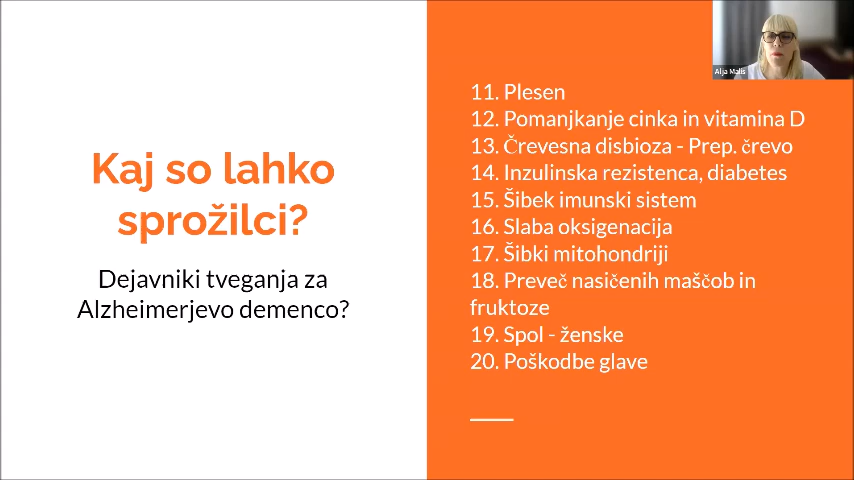 Kaj so lahko
sprožilci?
Dejavniki tveganja za
Alzheimerjevo demenco?
Alja Malis
11. Plesen
12. Pomanjkanje cinka in vitamina D
13. Črevesna disbioza - Prep. črevo
14. Inzulinska rezistenca, diabetes
15. Šibek imunski sistem
16. Slaba oksigenacija
17. Šibki mitohondriji
18. Preveč nasičenih maščob in
fruktoze
19. Spol - ženske
20. Poškodbe glave